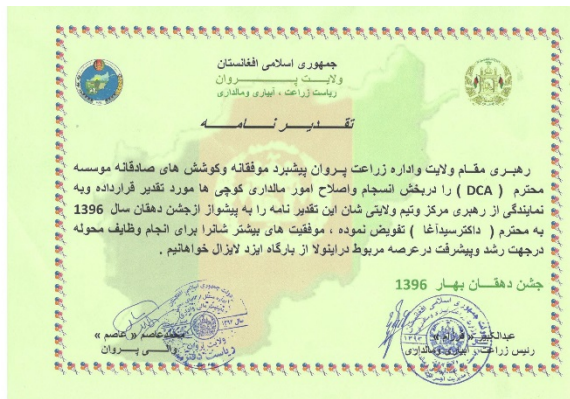 جمهوری اسلامی افغانستان
ولایت پروان
ریاست زراعت ، آبیاری ومالداری
تقدیر نامه
رهبری مقام ولایت واداره زراعت پروان پیشبرد موفقانه وکوشش های صادقانه موسسه
محترم ( DCA ) را دربخش انسجام واصلاح امور مالداری کوچی ها مورد تقدیر قرارداده وبه
نمایندگی از رهبری مرکز وتیم ولایتی شان این تقدیر نامه را به پیشواز ازجشن دهقان سال 1396
به محترم ( داکترسیدآغا ) تفویض نموده ، موفقیت های بیشتر شانرا برای انجام وظایف محوله
درجهت رشد وپیشرفت درعرصه مربوط دراینولا از بارگاه ایزد لایزال خواهانیم .
جشن دهقان بهار 1396
عبدالکبیر « فرزام »
رئیس زراعت ، آبیاری ومالداری
محمدعاصم « عاصم »
والی پروان